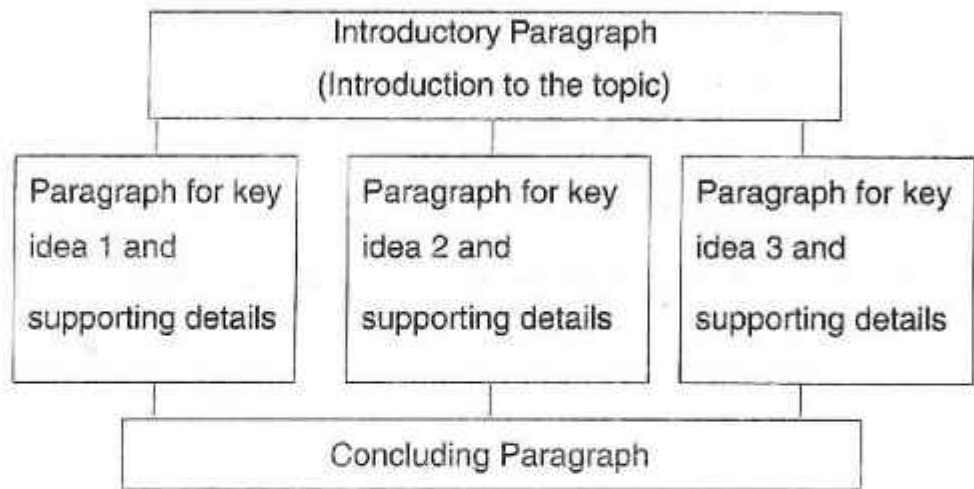 Introductory Paragraph
(Introduction to the topic)
Paragraph for key
idea 1 and
supporting details
Paragraph for key
idea 2 and
supporting details
Paragraph for key
idea 3 and
supporting details
Concluding Paragraph